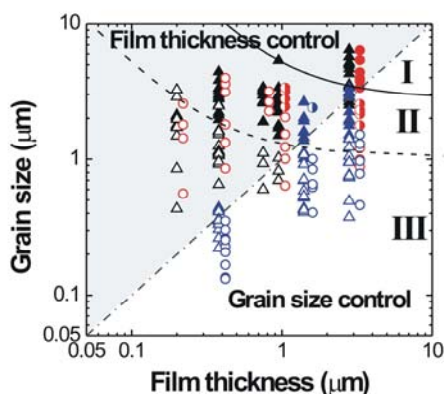 10
Film thickness control
I
II
1
III
Grain size (μm)
0.1
Grain size control
0.05
0.05 0.1 1 10
Film thickness (μm)